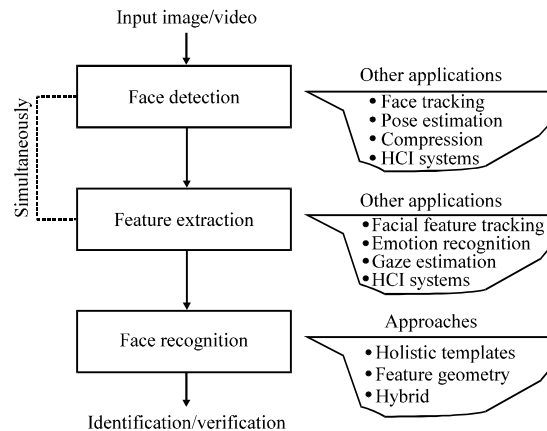 Input image/video
Face detection
Other applications
• Face tracking
• Pose estimation
• Compression
• HCI systems
Simultaneously
Feature extraction
Other applications
• Facial feature tracking
• Emotion recognition
• Gaze estimation
• HCI systems
Face recognition
Approaches
• Holistic templates
• Feature geometry
• Hybrid
Identification/verification